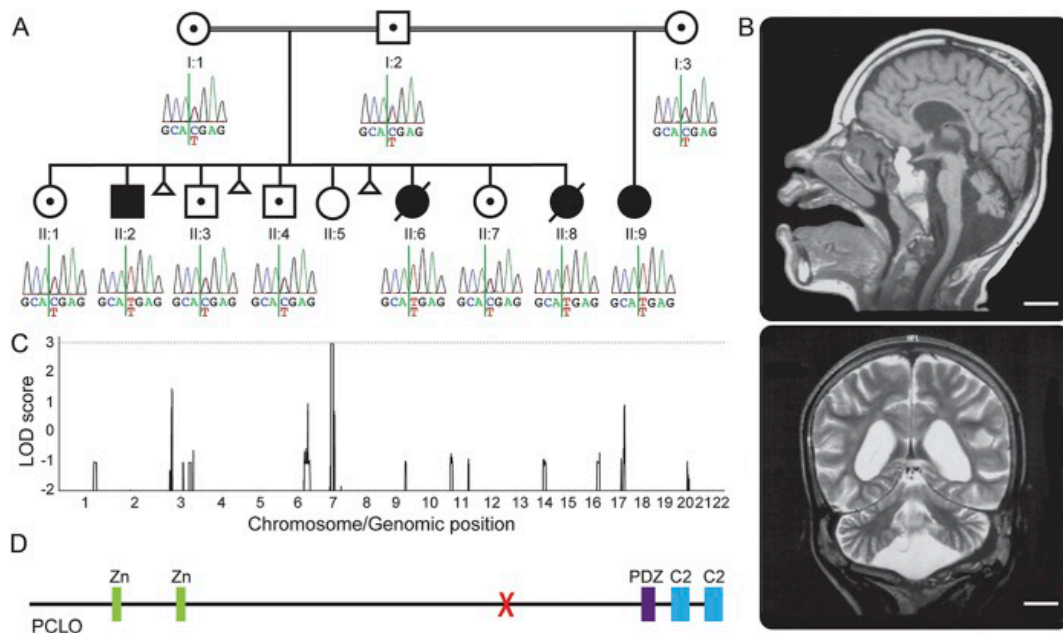 A
B
I:1
I:2
I:3
GCACGAG
T
GCACGAG
T
GCACGAG
T
II:1
II:2
II:3
II:4
II:5
II:6
II:7
II:8
II:9
GCACGAG
T
GCATGAG
T
GCACGAG
T
GCACGAG
T
GCATGAG
T
GCACGAG
T
GCATGAG
T
GCATGAG
T
C
LOD score
3
2
1
0
-1
-2
1 2 3 4 5 6 7 8 9 10 11 12 13 14 15 16 17 18 19 20 21 22
Chromosome/Genomic position
D
Zn
Zn
X
PDZ
C2
C2
PCLO